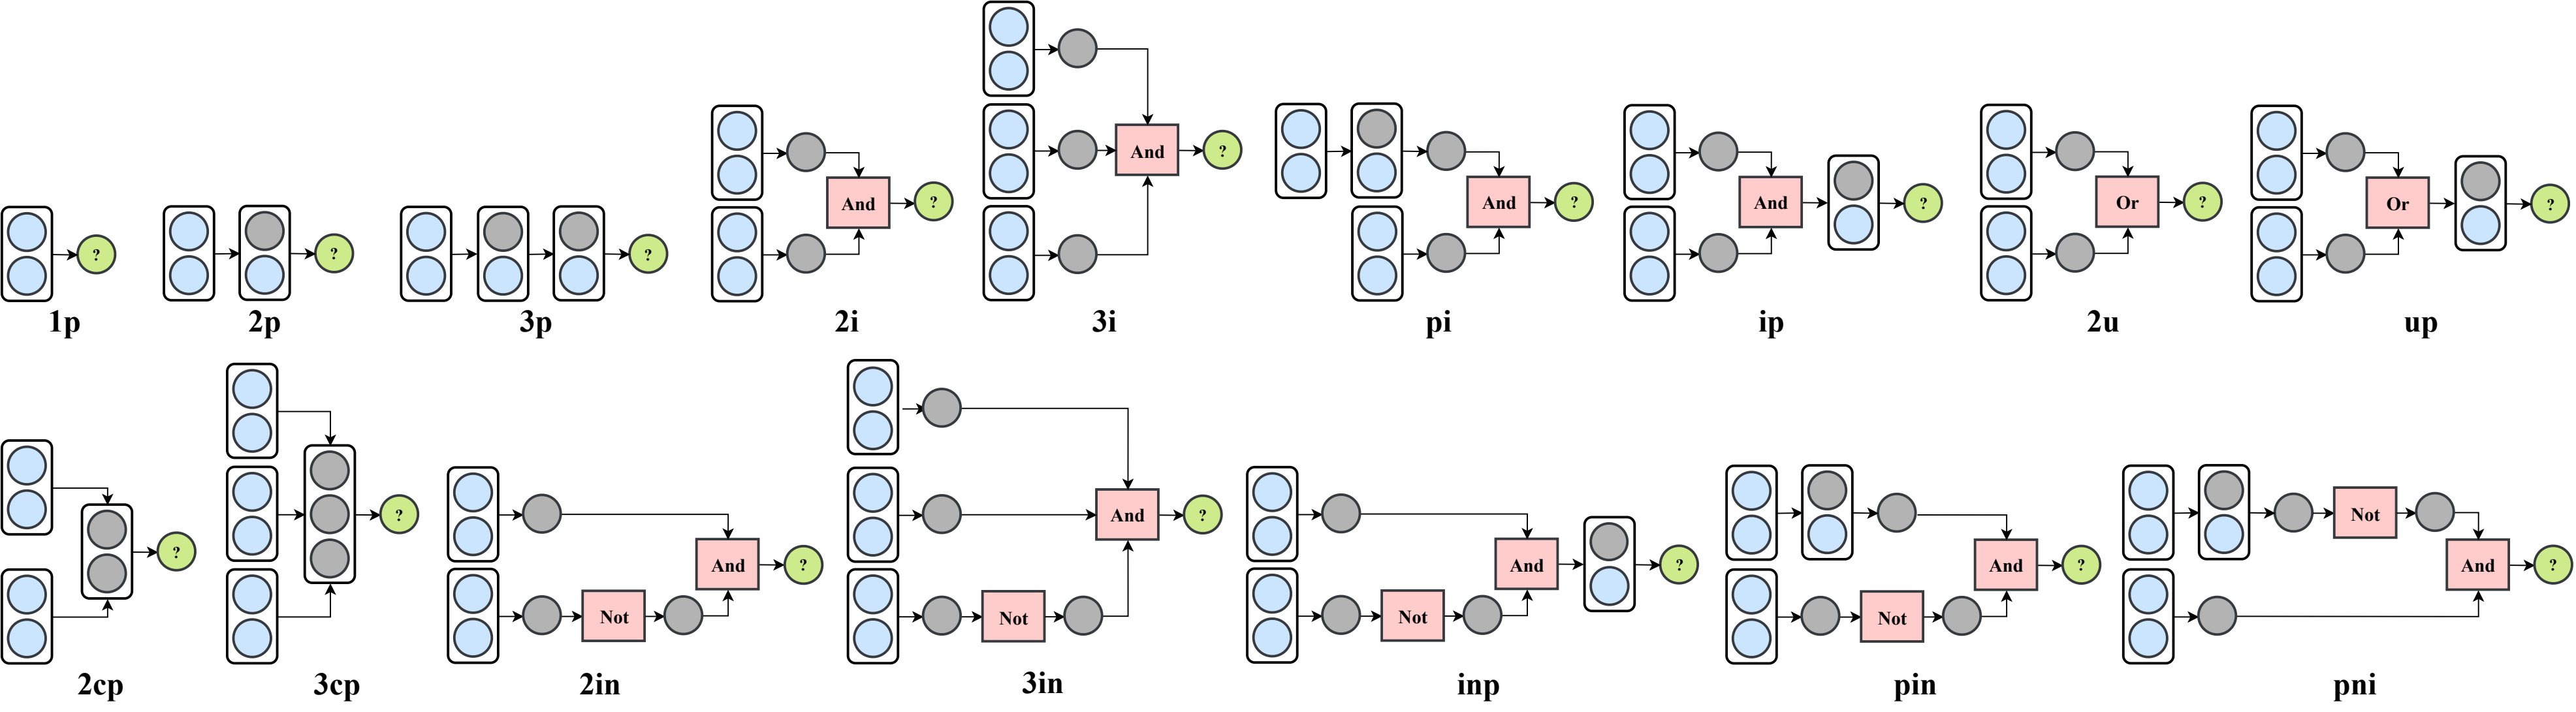 ?
1p
?
2p
?
3p
And
?
2i
And
?
3i
And
?
pi
And
?
ip
Or
?
2u
Or
?
up
?
2cp
?
3cp
And
?
Not
2in
And
?
Not
3in
And
?
Not
inp
And
?
Not
pin
Not
And
?
pni